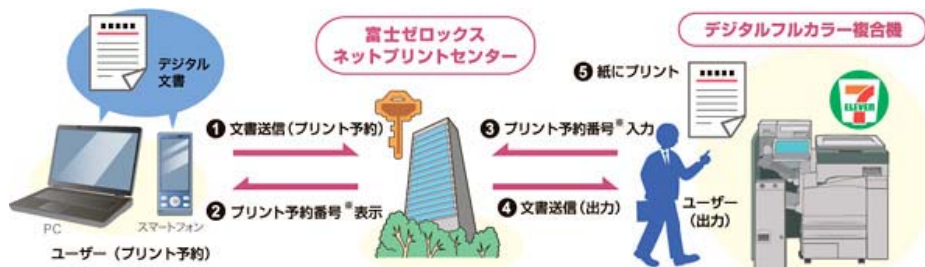 デジタル
文書
PC
スマートフォン
ユーザー（プリント予約）
❶文書送信（プリント予約）
❷プリント予約番号※表示
富士ゼロックス
ネットプリントセンター
❸プリント予約番号※入力
❹文書送信（出力）
デジタルフルカラー複合機
❺紙にプリント
ユーザー
（出力）
7
ELEVEN